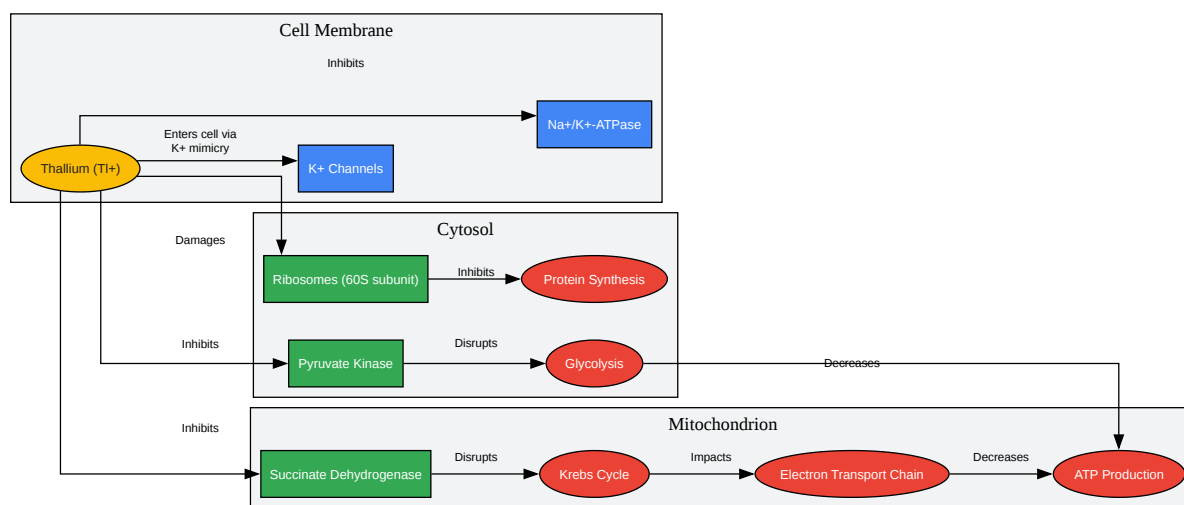 Cell Membrane
Inhibits
Na+/K+-ATPase
Enters cell via
K+ mimicry
Thallium (Tl+)
K+ Channels
Cytosol
Damages
Ribosomes (60S subunit)
Inhibits
Protein Synthesis
Inhibits
Pyruvate Kinase
Disrupts
Glycolysis
Decreases
Mitochondrion
Inhibits
Succinate Dehydrogenase
Disrupts
Krebs Cycle
Impacts
Electron Transport Chain
Decreases
ATP Production